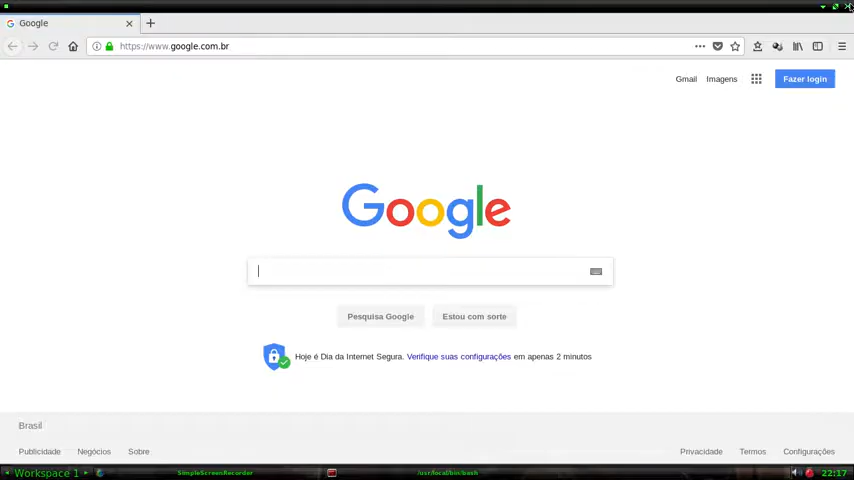 Google
https://www.google.com.br
Gmail Imagens Fazer login
Google
Pesquisa Google Estou com sorte
Hoje é Dia da Internet Segura. Verifique suas configurações em apenas 2 minutos
Brasil
Publicidade Negócios Sobre Privacidade Termos Configurações
Workspace 1 SimpleScreenRecorder /usr/local/bin/bash 22:17